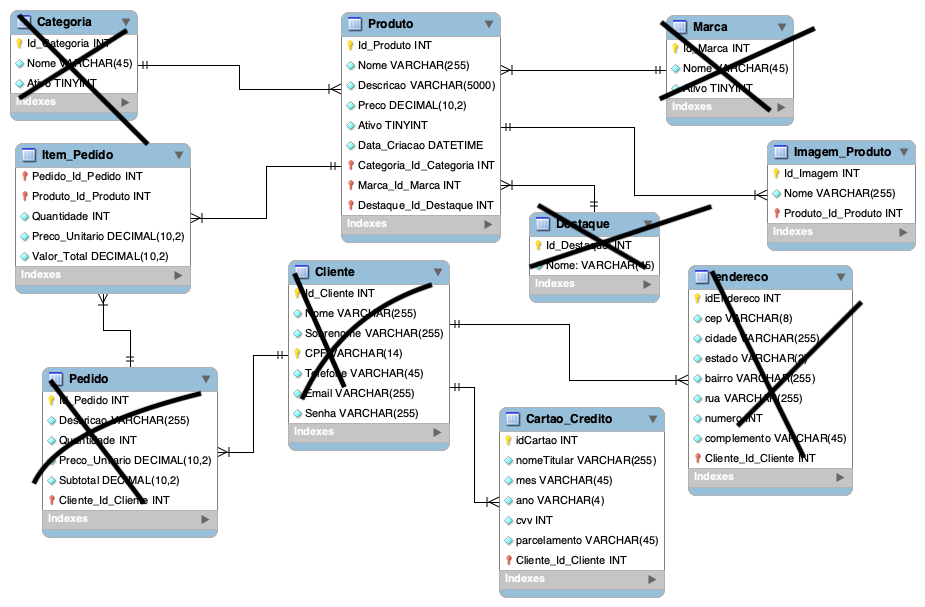 Categoria
Id_Categoria INT
Nome VARCHAR(45)
Ativo TINYINT
Indexes
Produto
Id_Produto INT
Nome VARCHAR(255)
Descricao VARCHAR(5000)
Preco DECIMAL(10,2)
Ativo TINYINT
Data_Criacao DATETIME
Categoria_Id_Categoria INT
Marca_Id_Marca INT
Destaque_Id_Destaque INT
Indexes
Marca
Id_Marca INT
Nome VARCHAR(45)
Ativo TINYINT
Indexes
Item_Pedido
Pedido_Id_Pedido INT
Produto_Id_Produto INT
Quantidade INT
Preco_Unitario DECIMAL(10,2)
Valor_Total DECIMAL(10,2)
Indexes
Imagem_Produto
Id_Imagem INT
Nome VARCHAR(255)
Produto_Id_Produto INT
Indexes
Destaque
Id_Destaque INT
Nome: VARCHAR(45)
Indexes
Cliente
Id_Cliente INT
Nome VARCHAR(255)
Sobrenome VARCHAR(255)
CPF VARCHAR(14)
Telefone VARCHAR(45)
Email VARCHAR(255)
Senha VARCHAR(255)
Indexes
endereco
idEndereco INT
cep VARCHAR(8)
cidade VARCHAR(255)
estado VARCHAR(2)
bairro VARCHAR(255)
rua VARCHAR(255)
numero INT
complemento VARCHAR(45)
Cliente_Id_Cliente INT
Indexes
Pedido
Id_Pedido INT
Descricao VARCHAR(255)
Quantidade INT
Preco_Unitario DECIMAL(10,2)
Subtotal DECIMAL(10,2)
Cliente_Id_Cliente INT
Indexes
Cartao_Credito
idCartao INT
nomeTitular VARCHAR(255)
mes VARCHAR(45)
ano VARCHAR(4)
cvv INT
parcelamento VARCHAR(45)
Cliente_Id_Cliente INT
Indexes